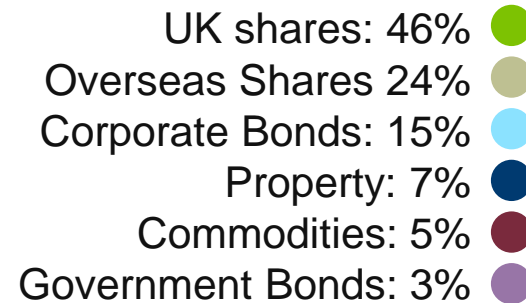 UK shares: 46%
Overseas Shares 24%
Corporate Bonds: 15%
Property: 7%
Commodities: 5%
Government Bonds: 3%